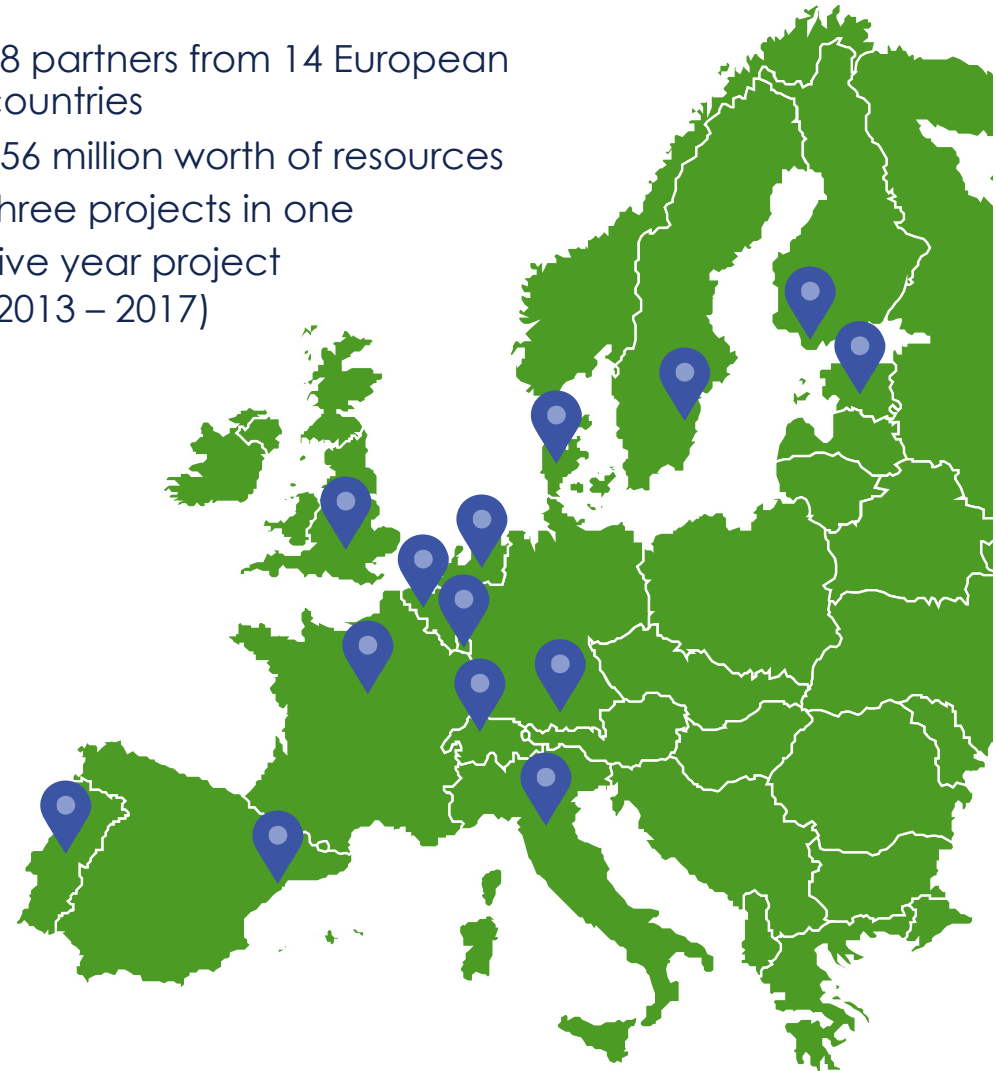 8 partners from 14 European
countries
56 million worth of resources
hree projects in one
ive year project
2013 – 2017)